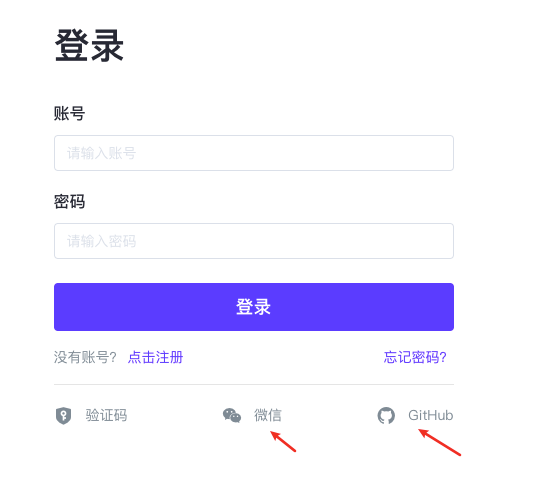 登录
账号
请输入账号
密码
请输入密码
登录
没有账号? 点击注册 忘记密码?
验证码 微信 GitHub